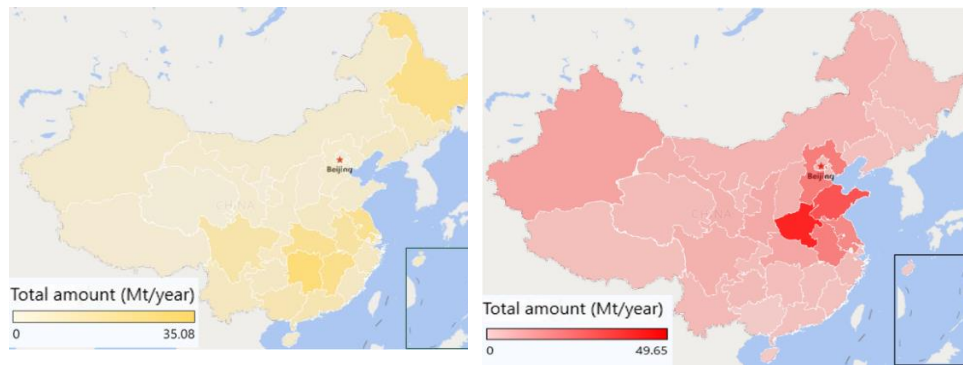 Beijing
CHINA
Total amount (Mt/year)
0 35.08
Beijing
CHINA
Total amount (Mt/year)
0 49.65